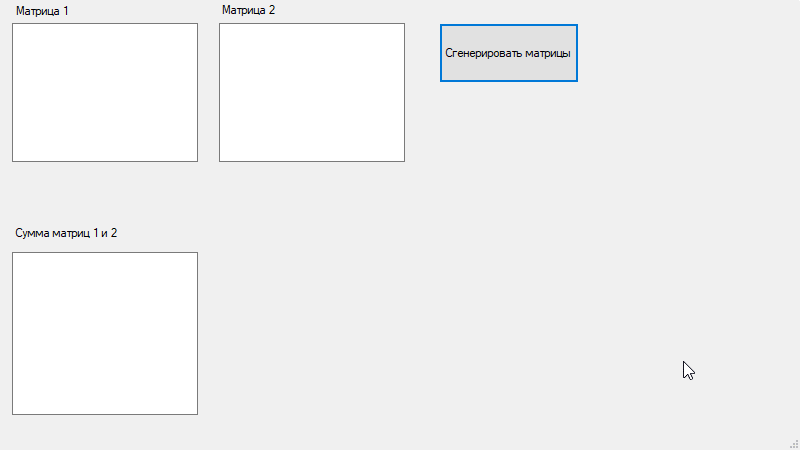 Матрица 1
Матрица 2
Сгенерировать матрицы
Сумма матриц 1 и 2